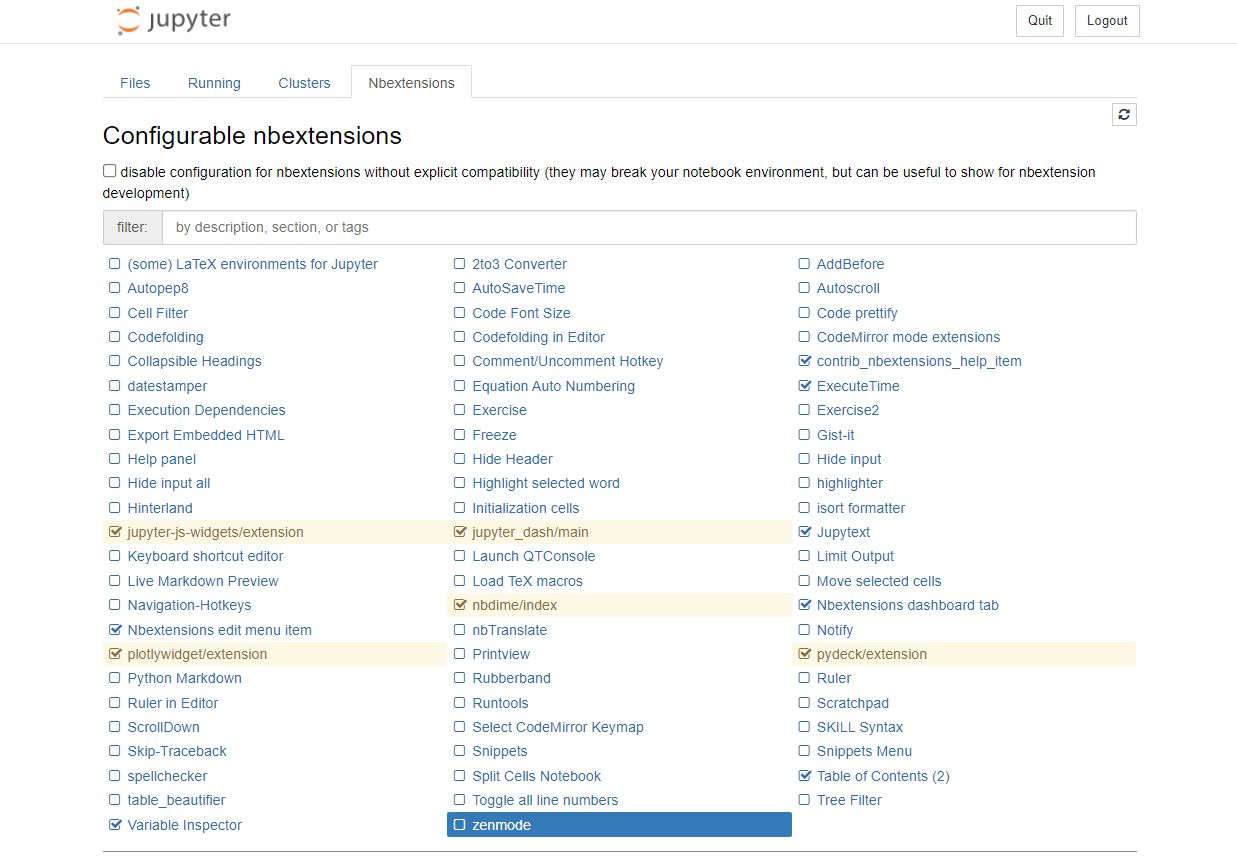 jupyter
Quit Logout
Files Running Clusters Nbextensions
Configurable nbextensions
disable configuration for nbextensions without explicit compatibility (they may break your notebook environment, but can be useful to show for nbextension
development)
filter: by description, section, or tags
(some) LaTeX environments for Jupyter 2to3 Converter AddBefore
Autopep8 AutoSaveTime Autoscroll
Cell Filter Code Font Size Code prettify
Codefolding Codefolding in Editor CodeMirror mode extensions
Collapsible Headings Comment/Uncomment Hotkey contrib_nbextensions_help_item
datestamper Equation Auto Numbering ExecuteTime
Execution Dependencies Exercise Exercise2
Export Embedded HTML Freeze Gist-it
Help panel Hide Header Hide input
Hide input all Highlight selected word highlighter
Hinterland Initialization cells isort formatter
jupyter-js-widgets/extension jupyter_dash/main Jupytext
Keyboard shortcut editor Launch QTConsole Limit Output
Live Markdown Preview Load TeX macros Move selected cells
Navigation-Hotkeys nbdime/index Nbextensions dashboard tab
Nbextensions edit menu item nbTranslate Notify
plotlywidget/extension Printview pydeck/extension
Python Markdown Rubberband Ruler
Ruler in Editor Runtools Scratchpad
ScrollDown Select CodeMirror Keymap SKILL Syntax
Skip-Traceback Snippets Snippets Menu
spellchecker Split Cells Notebook Table of Contents (2)
table_beautifier Toggle all line numbers Tree Filter
Variable Inspector zenmode